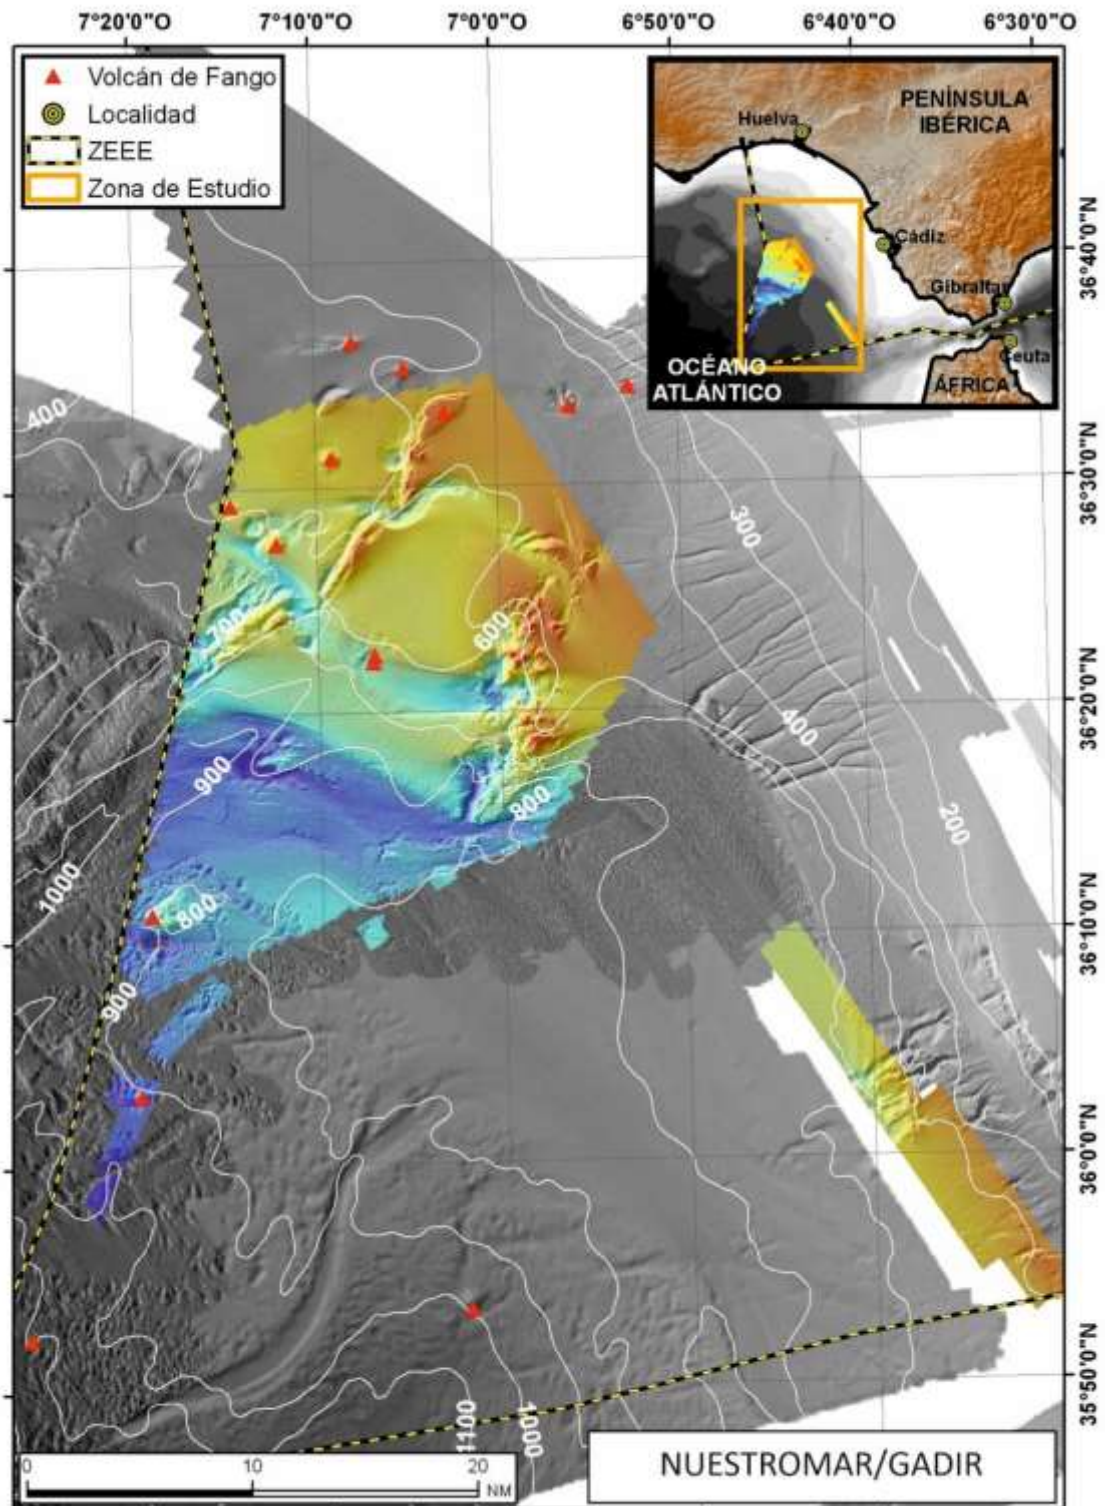 7°20'0"O 7°10'0"O 7°0'0"O 6°50'0"O 6°40'0"O 6°30'0"O
Volcán de Fango
Localidad
ZEEE
Zona de Estudio
PENÍNSULA
IBÉRICA
Huelva
Cádiz
Gibraltar
Ceuta
OCÉANO
ATLÁNTICO
ÁFRICA
36°40'0"N
400
36°30'0"N
300
700
600
36°20'0"N
400
900
800
200
1000
800
36°10'0"N
900
36°0'0"N
35°50'0"N
1100
1000
0 10 20
NM
NUESTROMAR/GADIR